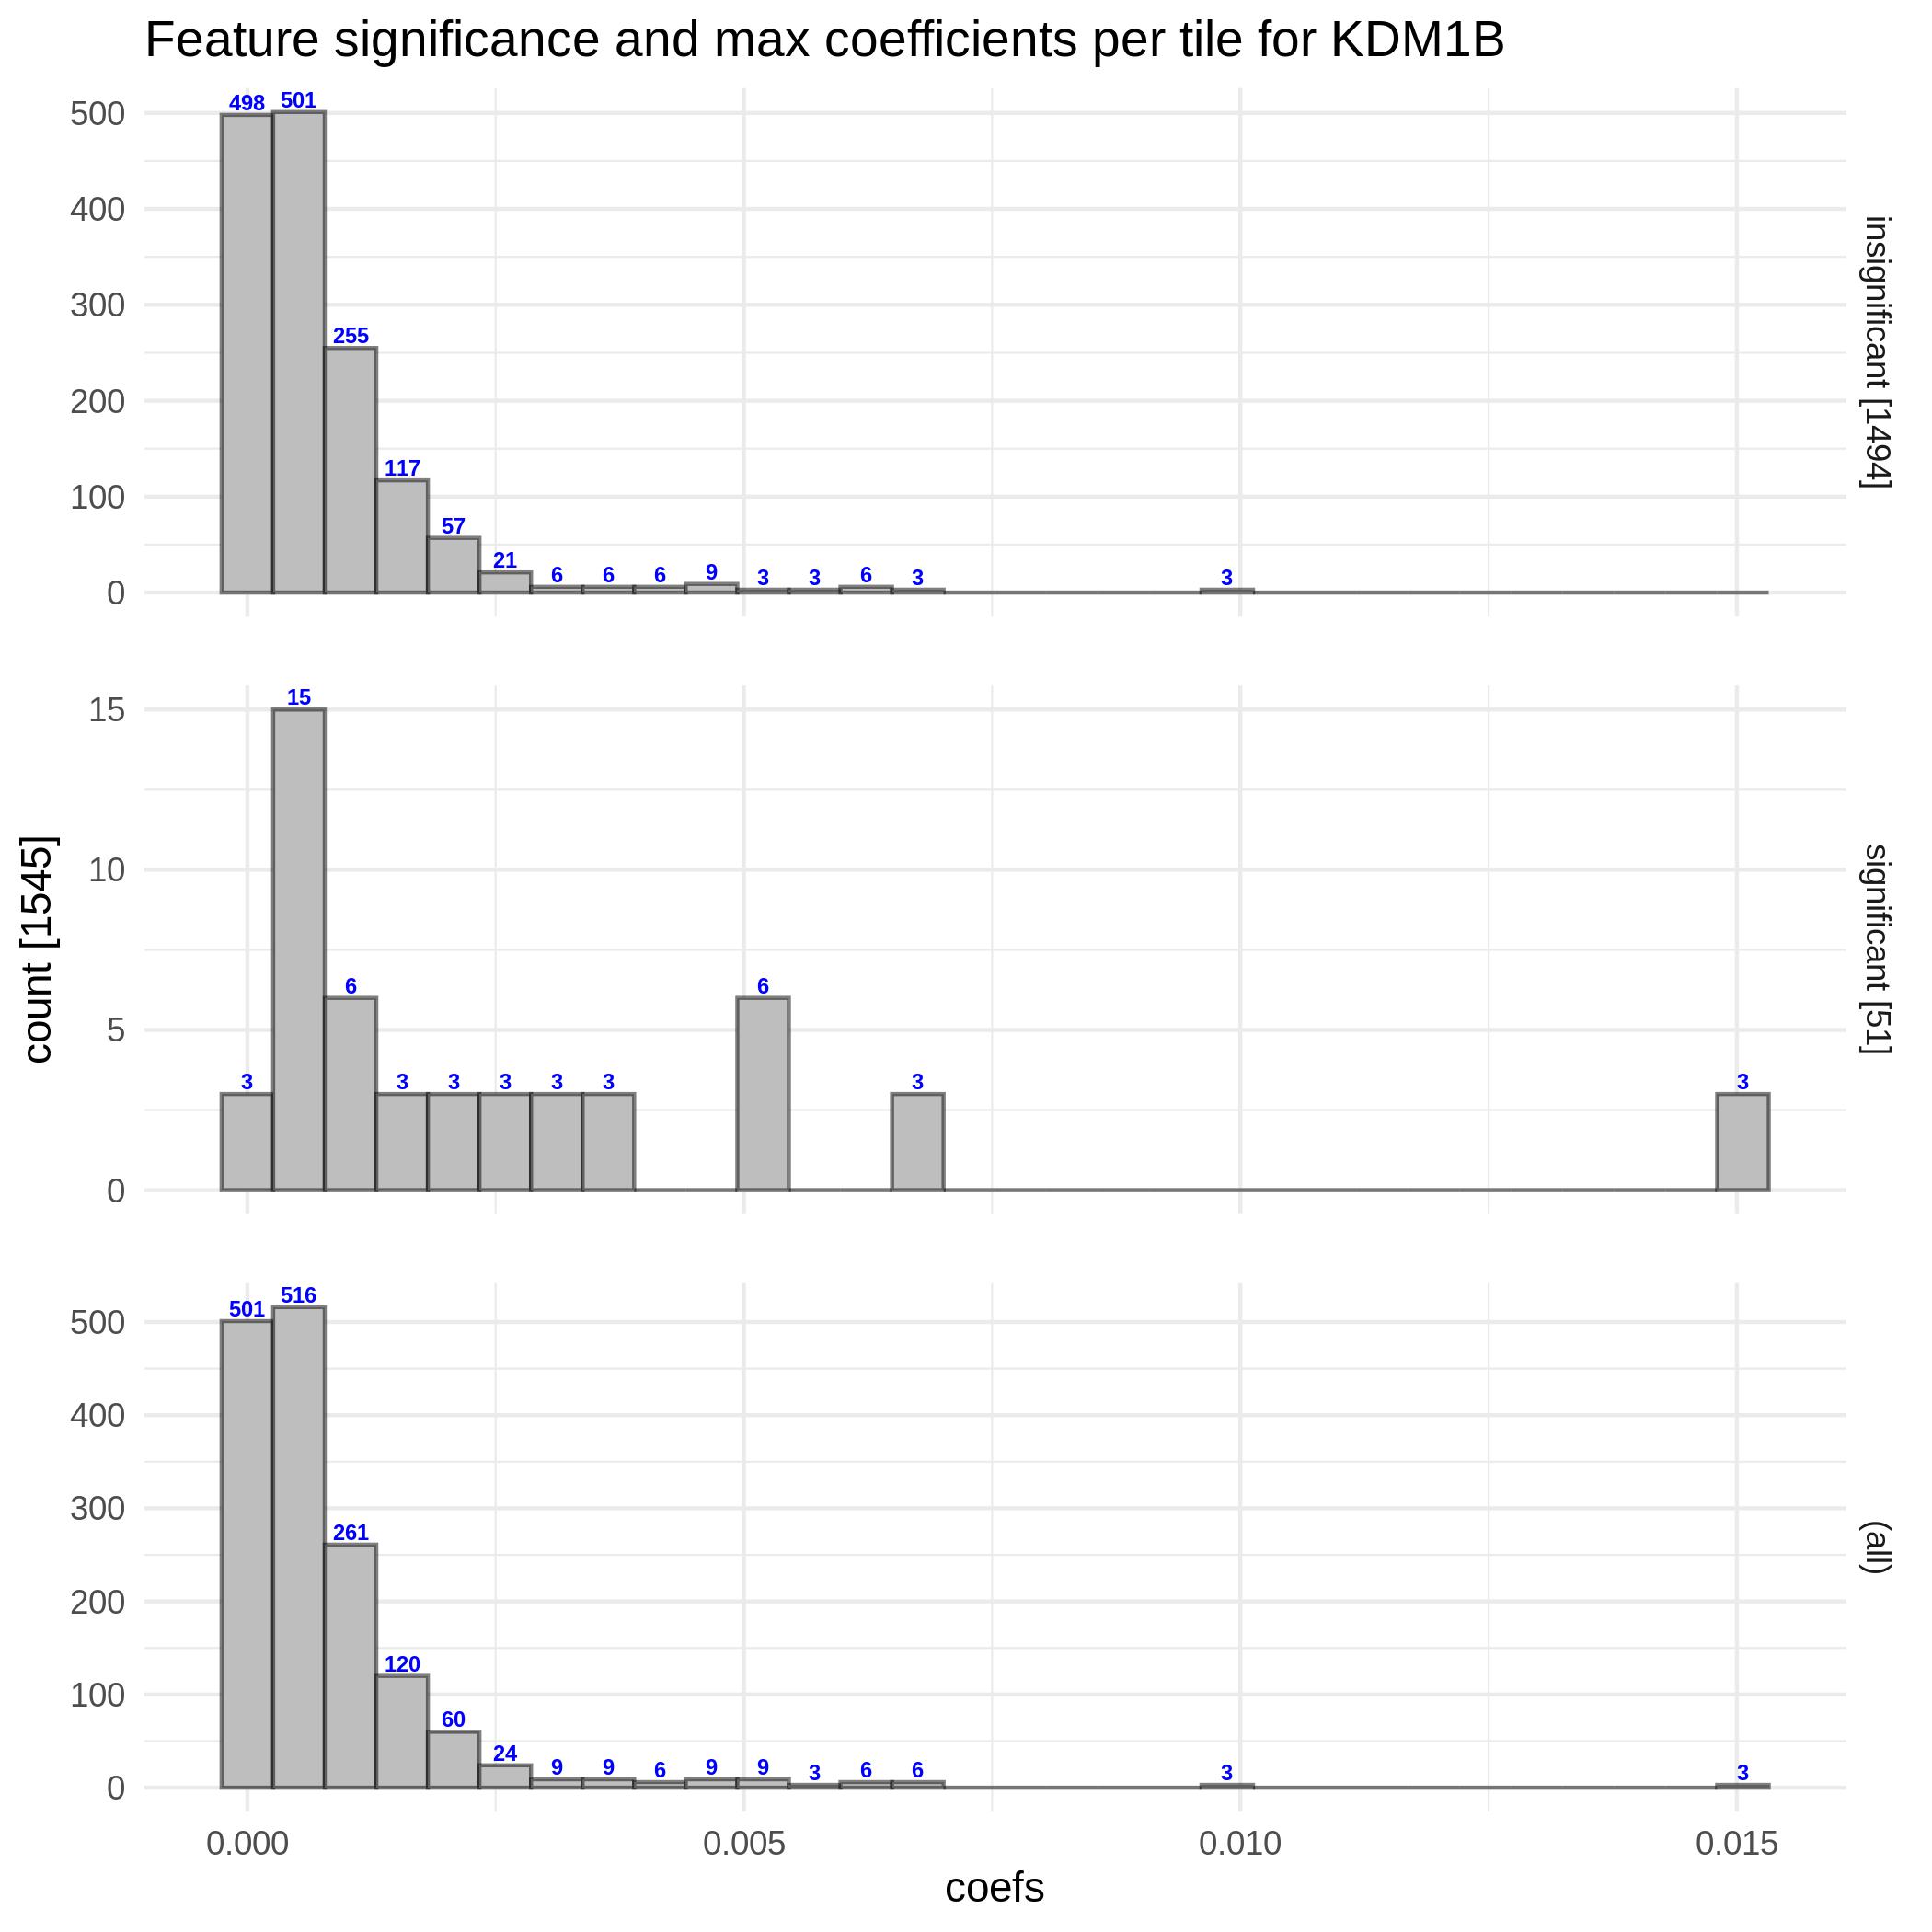 Feature significance and max coefficients per tile for KDM1B
498 501 255 117 57 21 6 6 6 9 3 3 6 3 3
500
400
300
200
100
0
insignificant [1494]
15 6 3 3 3 3 3 3 6 3 3
15
10
5
0
significant [51]
count [1545]
501 516 261 120 60 24 9 9 6 9 9 3 6 6 3 3
500
400
300
200
100
0
(all)
0.000 0.005 0.010 0.015
coefs